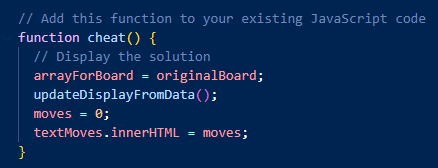 // Add this function to your existing JavaScript code
function cheat() {
// Display the solution
arrayForBoard = originalBoard;
updateDisplayFromData();
moves = 0;
textMoves.innerHTML = moves;
}